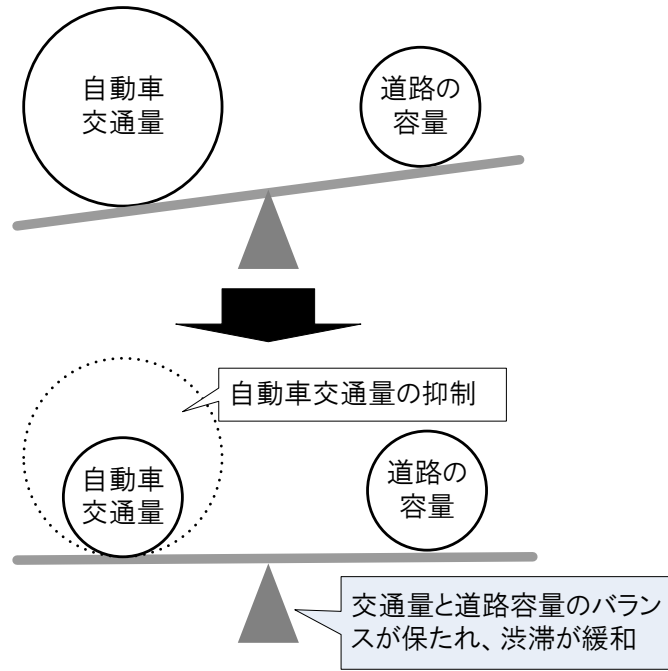 自動車
交通量
道路の
容量
自動車交通量の抑制
自動車
交通量
道路の
容量
交通量と道路容量のバラン
スが保たれ、渋滞が緩和